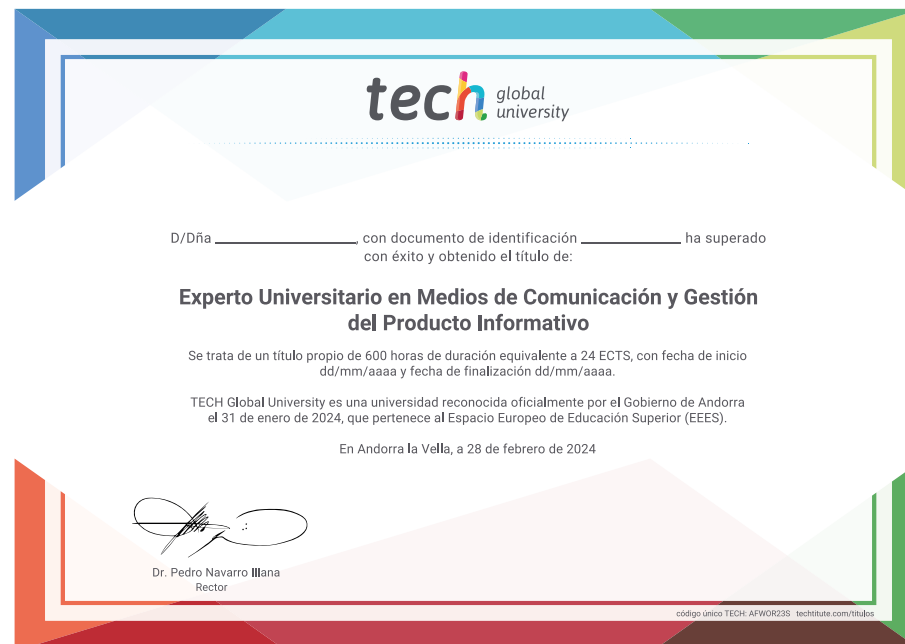 tech global university
D/Dña ____________, con documento de identificación ____________ ha superado
con éxito y obtenido el título de:
Experto Universitario en Medios de Comunicación y Gestión
del Producto Informativo
Se trata de un título propio de 600 horas de duración equivalente a 24 ECTS, con fecha de inicio
dd/mm/aaaa y fecha de finalización dd/mm/aaaa.
TECH Global University es una universidad reconocida oficialmente por el Gobierno de Andorra
el 31 de enero de 2024, que pertenece al Espacio Europeo de Educación Superior (EEES).
En Andorra la Vella, a 28 de febrero de 2024
Dr. Pedro Navarro Illana
Rector
código único TECH: AFWOR23S techtitute.com/titulos